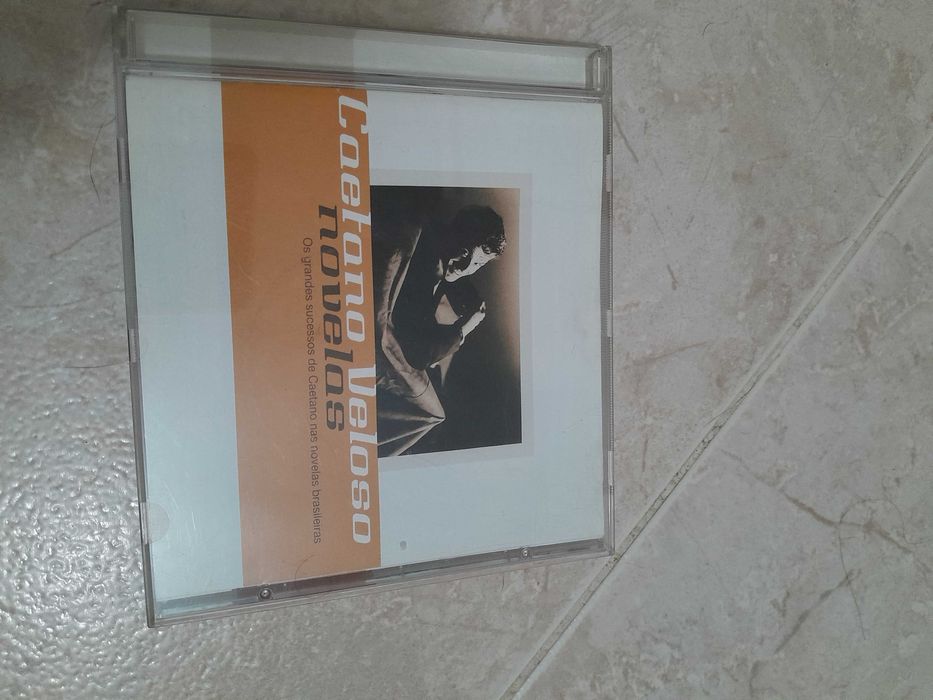 Caetano Veloso
novelas
Os grandes sucessos de Caetano nas novelas brasileiras